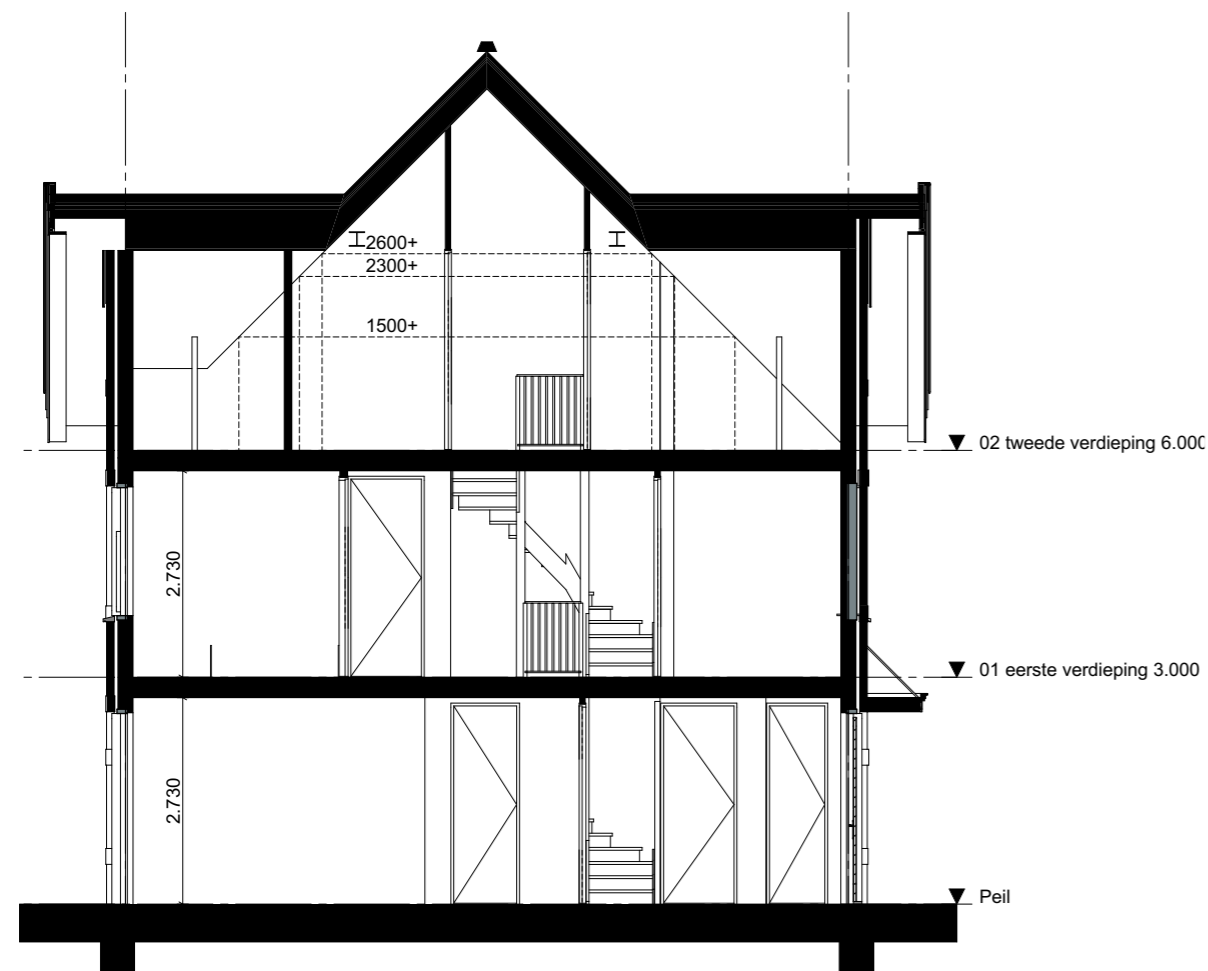 2600+
2300+
1500+
02 tweede verdieping 6.000
2.730
01 eerste verdieping 3.000
2.730
Peil